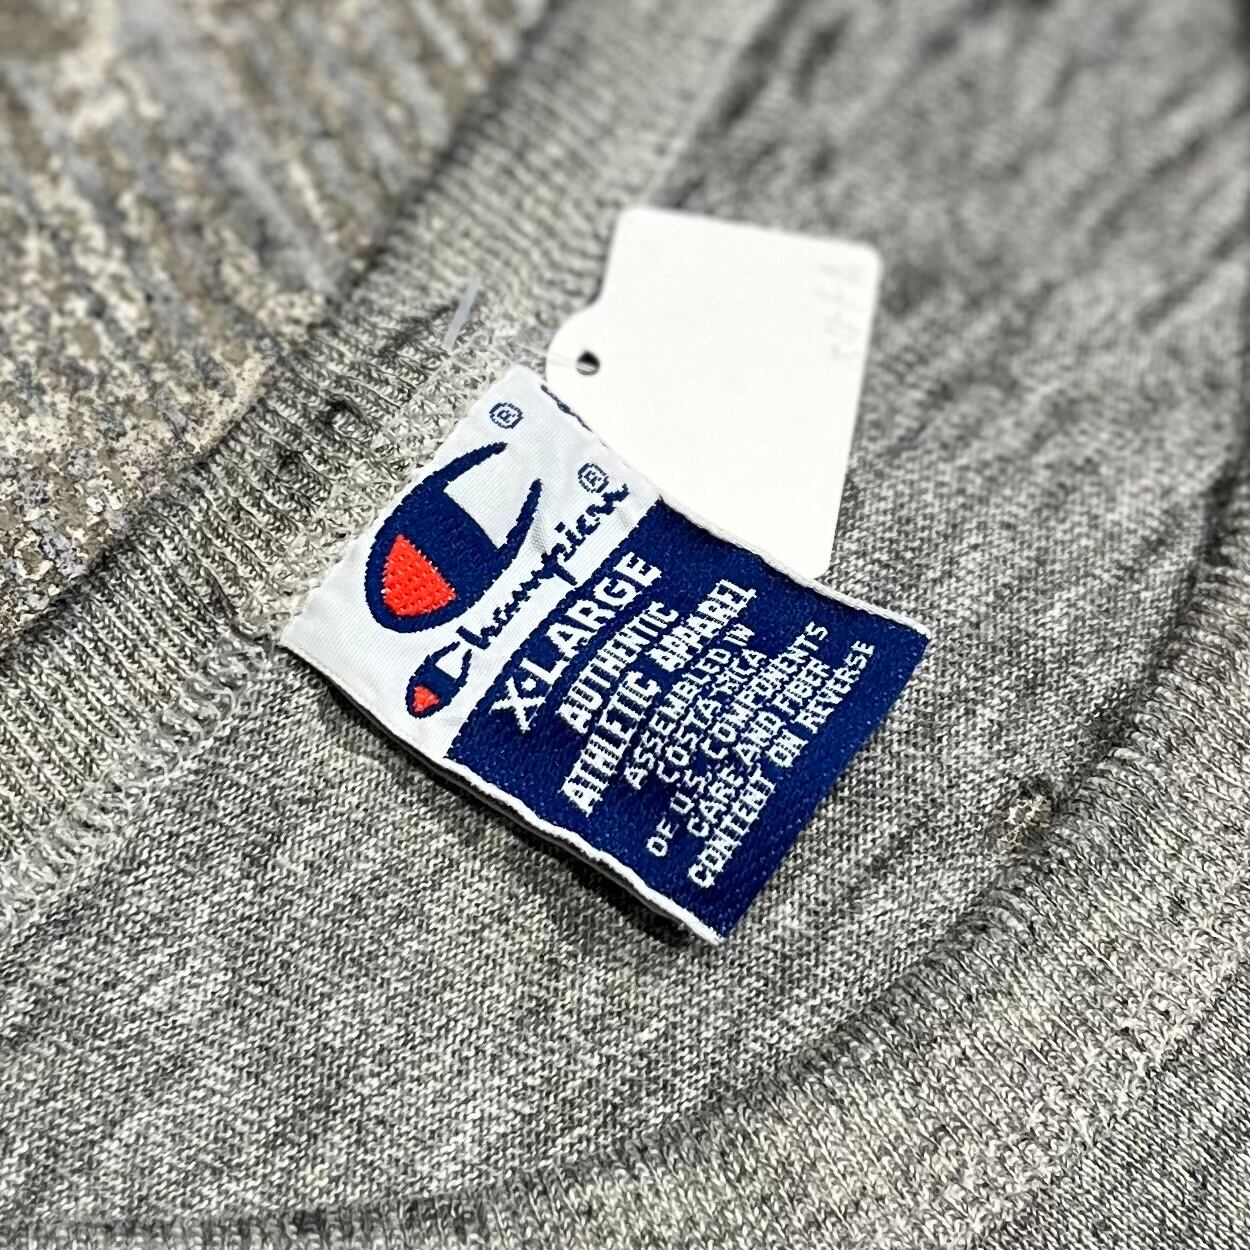 ®
Champion®
X-LARGE
AUTHENTIC
ATHLETIC APPAREL
ASSEMBLED IN
COSTA RICA
OF U.S. COMPONENTS
CARE AND FIBER
CONTENT ON REVERSE